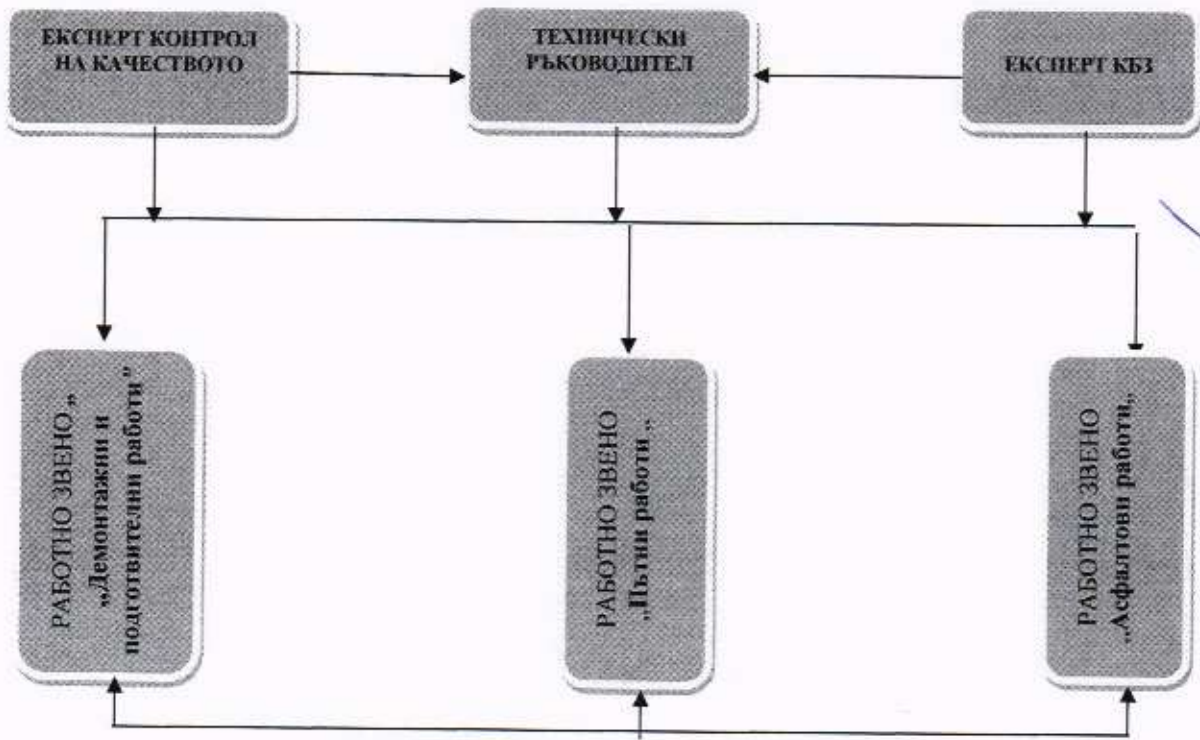 ЕКСПЕРТ КОНТРОЛ
НА КАЧЕСТВОТО
ТЕХНИЧЕСКИ
РЪКОВОДИТЕЛ
ЕКСПЕРТ КБЗ
РАБОТНО ЗВЕНО „
„Демонтажни и
подготвителни работи”
РАБОТНО ЗВЕНО
„Пътни работи „
РАБОТНО ЗВЕНО
„Асфалтови работи„